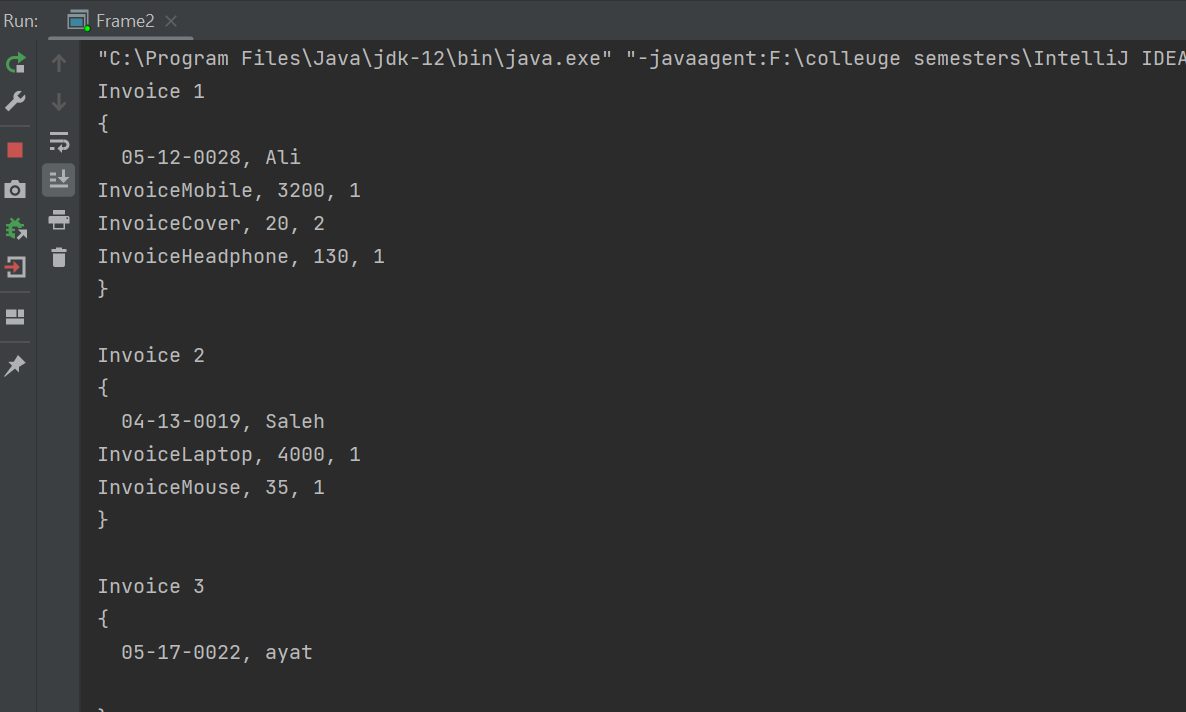 Run: Frame2
"C:\Program Files\Java\jdk-12\bin\java.exe" "-javaagent:F:\colleuge semesters\IntelliJ IDEA
Invoice 1
{
  05-12-0028, Ali
InvoiceMobile, 3200, 1
InvoiceCover, 20, 2
InvoiceHeadphone, 130, 1
}
Invoice 2
{
  04-13-0019, Saleh
InvoiceLaptop, 4000, 1
InvoiceMouse, 35, 1
}
Invoice 3
{
  05-17-0022, ayat
}